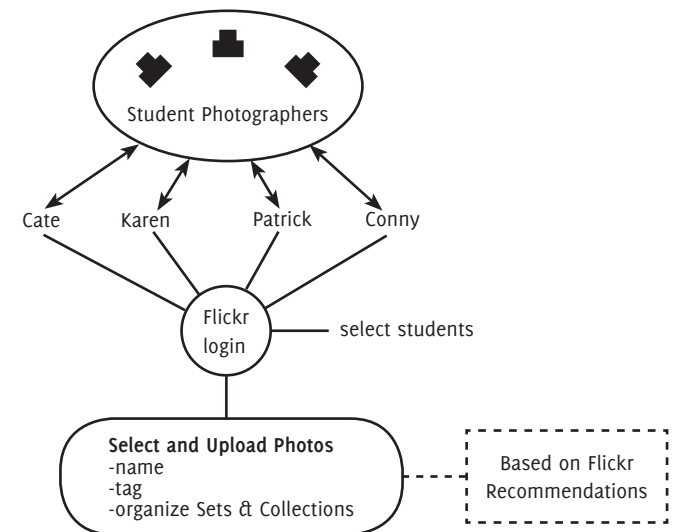 Student Photographers
Cate
Karen
Patrick
Conny
Flickr
login
select students
Select and Upload Photos
-name
-tag
-organize Sets & Collections
Based on Flickr
Recommendations